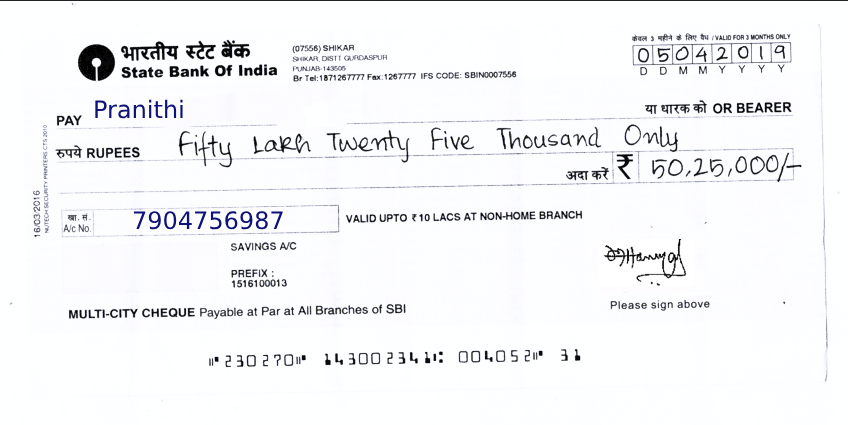 भारतीय स्टेट बैंक
State Bank Of India
(07556) SHIKAR
SHIKAR, DISTT GURDASPUR
PUNJAB-143505
Br Tel:1871267777 Fax:1267777 IFS CODE: SBIN0007556
केवल 3 महीने के लिए वैध / VALID FOR 3 MONTHS ONLY
0 5 0 4 2 0 1 9
D D M M Y Y Y Y
PAY Pranithi या धारक को OR BEARER
रुपये RUPEES Fifty Lakh Twenty Five Thousand Only
अदा करें ₹ 50,25,000/-
16/03/2016
NUTECH SECURITY PRINTERS CTS 2010
खा. सं.
A/c No. 7904756987
VALID UPTO ₹ 10 LACS AT NON-HOME BRANCH
SAVINGS A/C
PREFIX :
1516100013
MULTI-CITY CHEQUE Payable at Par at All Branches of SBI
Please sign above
⑈230270⑈ 143002341⑆ 004052⑈ 31